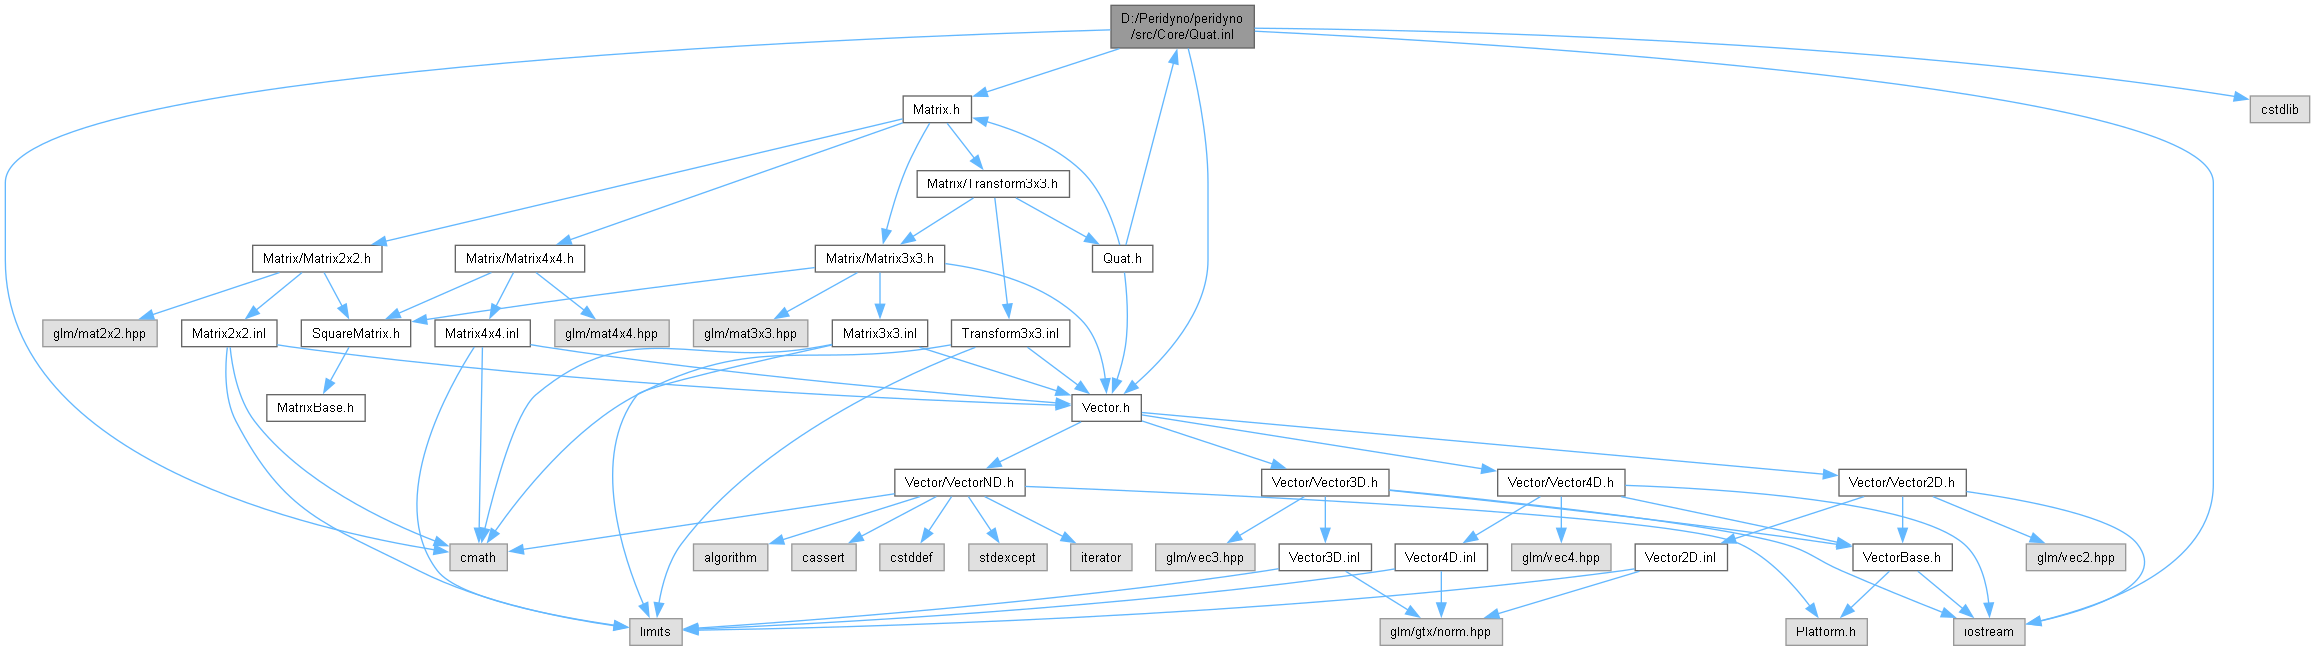 D:/Peridyno/peridyno
/src/Core/Quat.inl
Matrix.h
cstdlib
Matrix/Transform3x3.h
Matrix/Matrix2x2.h
Matrix/Matrix4x4.h
Matrix/Matrix3x3.h
Quat.h
glm/mat2x2.hpp
Matrix2x2.inl
SquareMatrix.h
Matrix4x4.inl
glm/mat4x4.hpp
glm/mat3x3.hpp
Matrix3x3.inl
Transform3x3.inl
MatrixBase.h
Vector.h
Vector/VectorND.h
Vector/Vector3D.h
Vector/Vector4D.h
Vector/Vector2D.h
cmath
algorithm
cassert
cstddef
stdexcept
iterator
glm/vec3.hpp
Vector3D.inl
Vector4D.inl
glm/vec4.hpp
Vector2D.inl
VectorBase.h
glm/vec2.hpp
limits
glm/gtx/norm.hpp
Platform.h
iostream